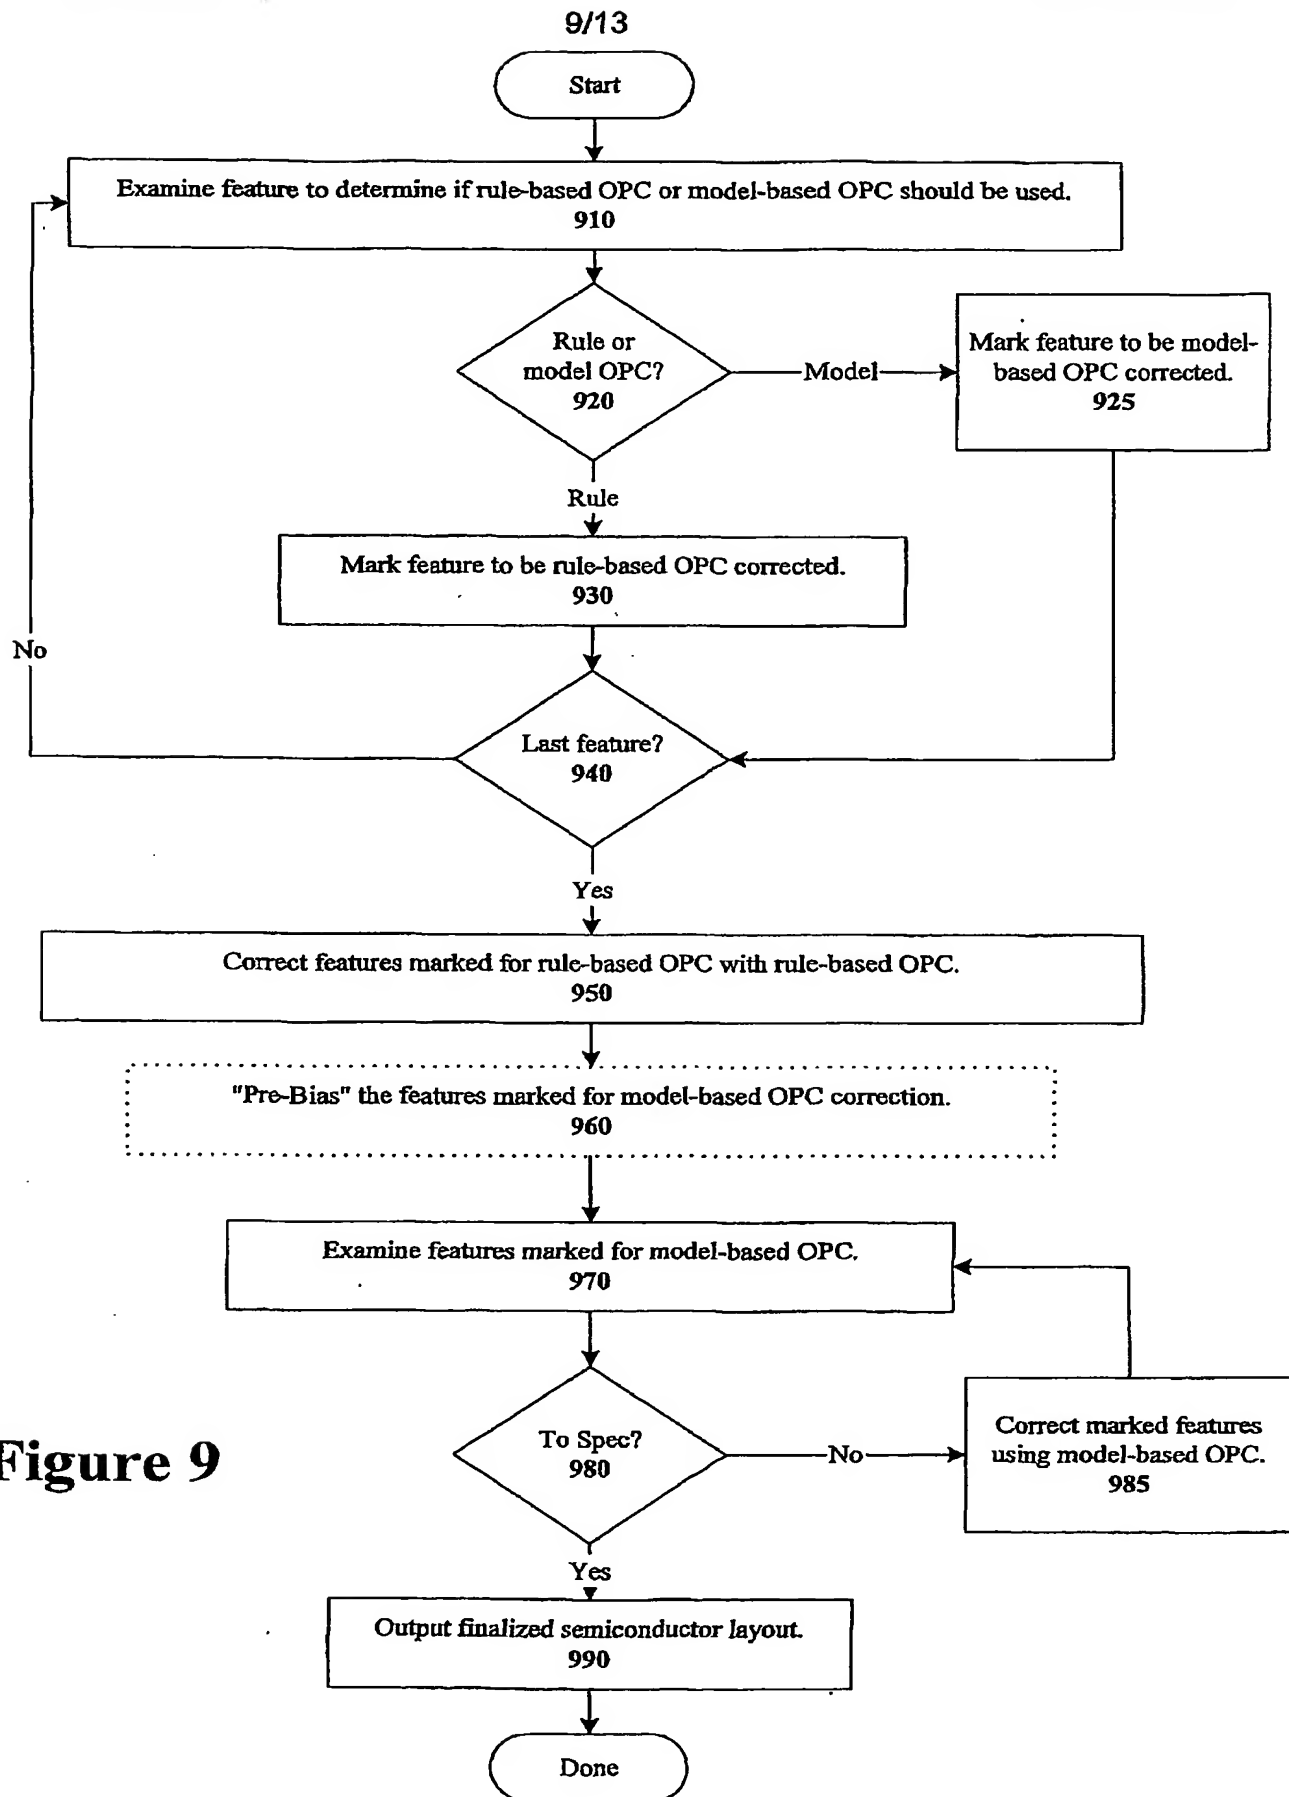 9/13
Start
Examine feature to determine if rule-based OPC or model-based OPC should be used.
910
Rule or
model OPC?
920
Model
Mark feature to be model-
based OPC corrected.
925
Rule
Mark feature to be rule-based OPC corrected.
930
No
Last feature?
940
Yes
Correct features marked for rule-based OPC with rule-based OPC.
950
"Pre-Bias" the features marked for model-based OPC correction.
960
Examine features marked for model-based OPC.
970
To Spec?
980
No
Correct marked features
using model-based OPC.
985
Figure 9
Yes
Output finalized semiconductor layout.
990
Done